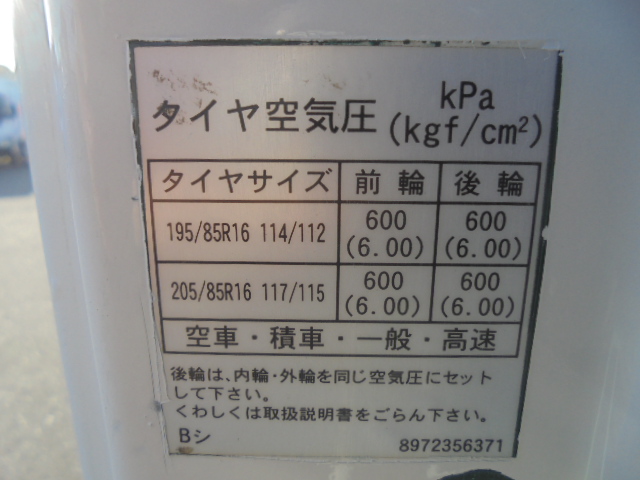 タイヤ空気圧 kPa (kgf/cm²)
タイヤサイズ 前輪 後輪
195/85R16 114/112 600 (6.00) 600 (6.00)
205/85R16 117/115 600 (6.00) 600 (6.00)
空車・積車・一般・高速
後輪は、内輪・外輪を同じ空気圧にセット
して下さい。
くわしくは取扱説明書をごらん下さい。
Bシ 8972356371